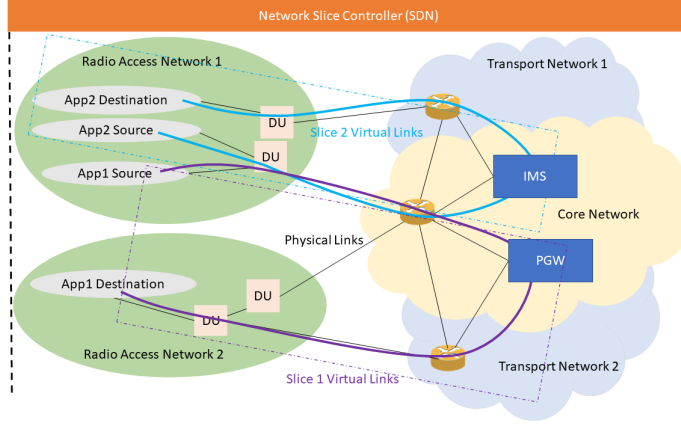 Network Slice Controller (SDN)
Radio Access Network 1
Transport Network 1
App2 Destination
DU
App2 Source
Slice 2 Virtual Links
DU
App1 Source
IMS
Core Network
Physical Links
PGW
App1 Destination
DU
DU
Radio Access Network 2
Transport Network 2
Slice 1 Virtual Links